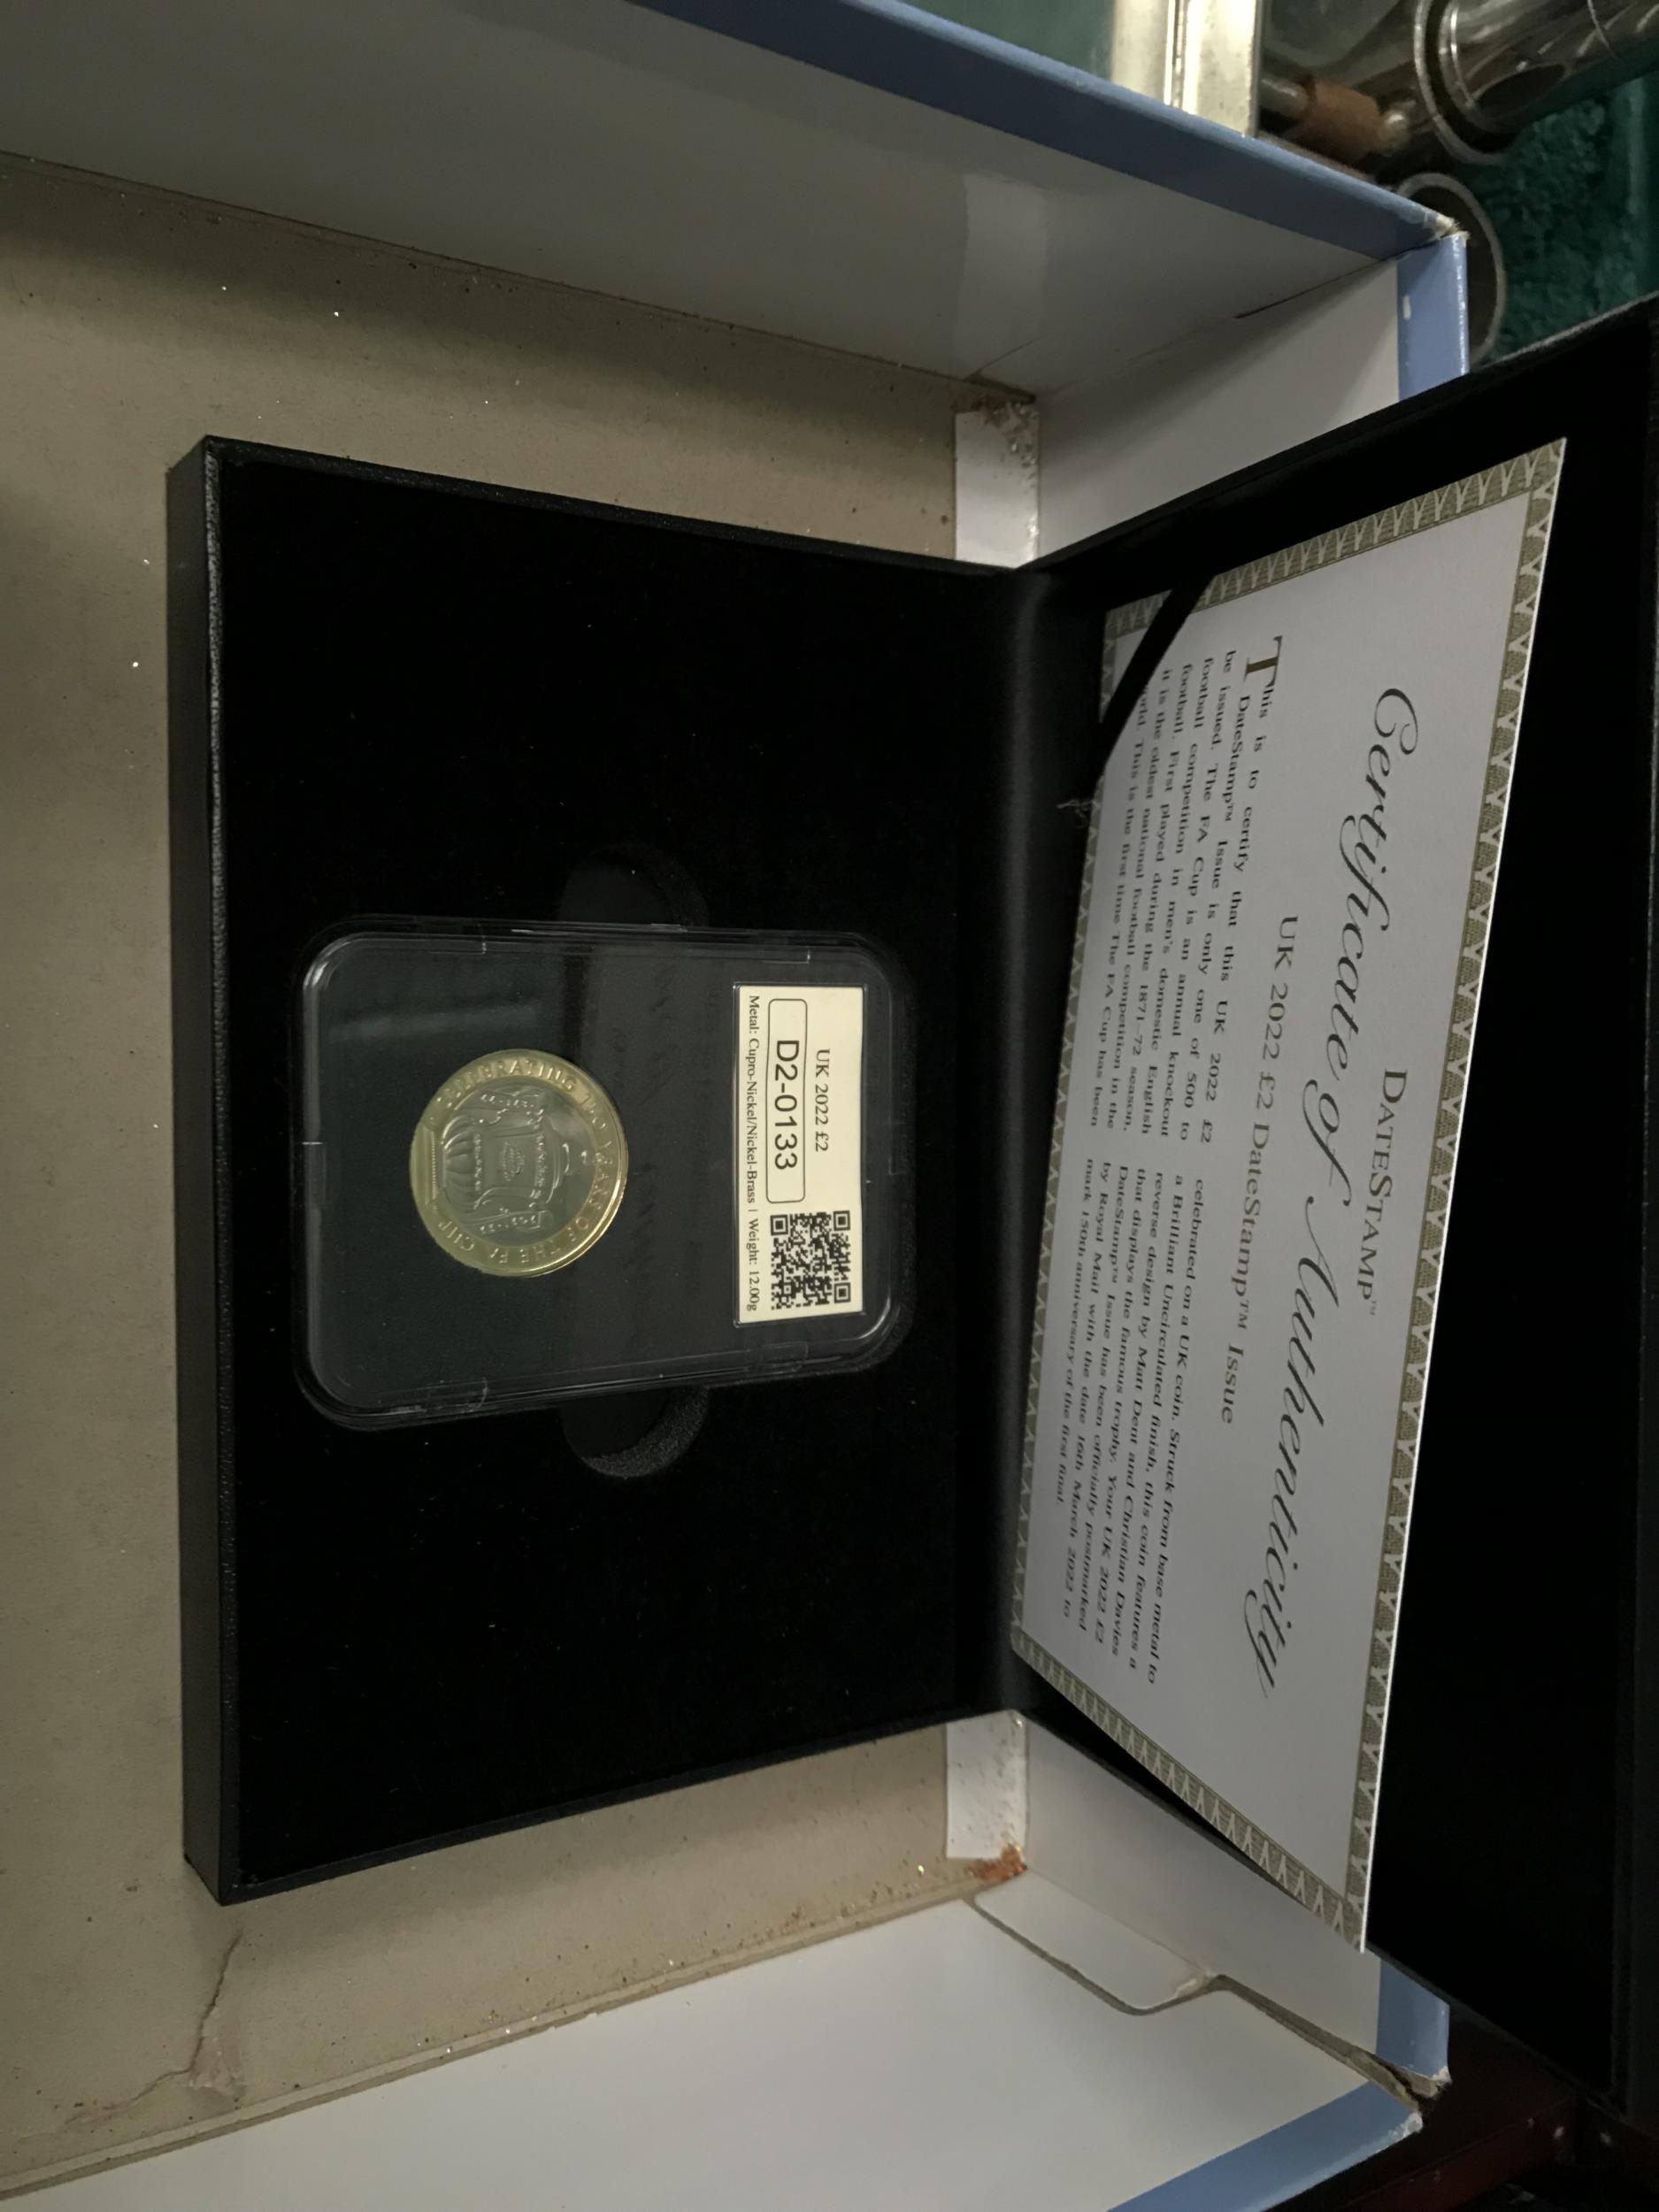 DATESTAMP™
Certificate of Authenticity
UK 2022 £2 DateStamp™ Issue
This is to certify that this UK 2022 £2
DateStamp™ Issue is only one of 500 to
be issued. The FA Cup is an annual knockout
football competition in men's domestic English
football. First played during the 1871–72 season,
it is the oldest national football competition in the
This is the first time The FA Cup has been
celebrated on a UK coin. Struck from base metal to
a Brilliant Uncirculated finish, this coin features a
reverse design by Matt Dent and Christian Davies
that displays the famous trophy. Your UK 2022 £2
DateStamp™ Issue has been officially postmarked
by Royal Mail with the date 16th March 2022 to
mark 150th anniversary of the first final.
UK 2022 £2
D2-0133
Metal: Cupro-Nickel/Nickel-Brass | Weight: 12.00g
CELEBRATING 150 YEARS OF THE FA CUP